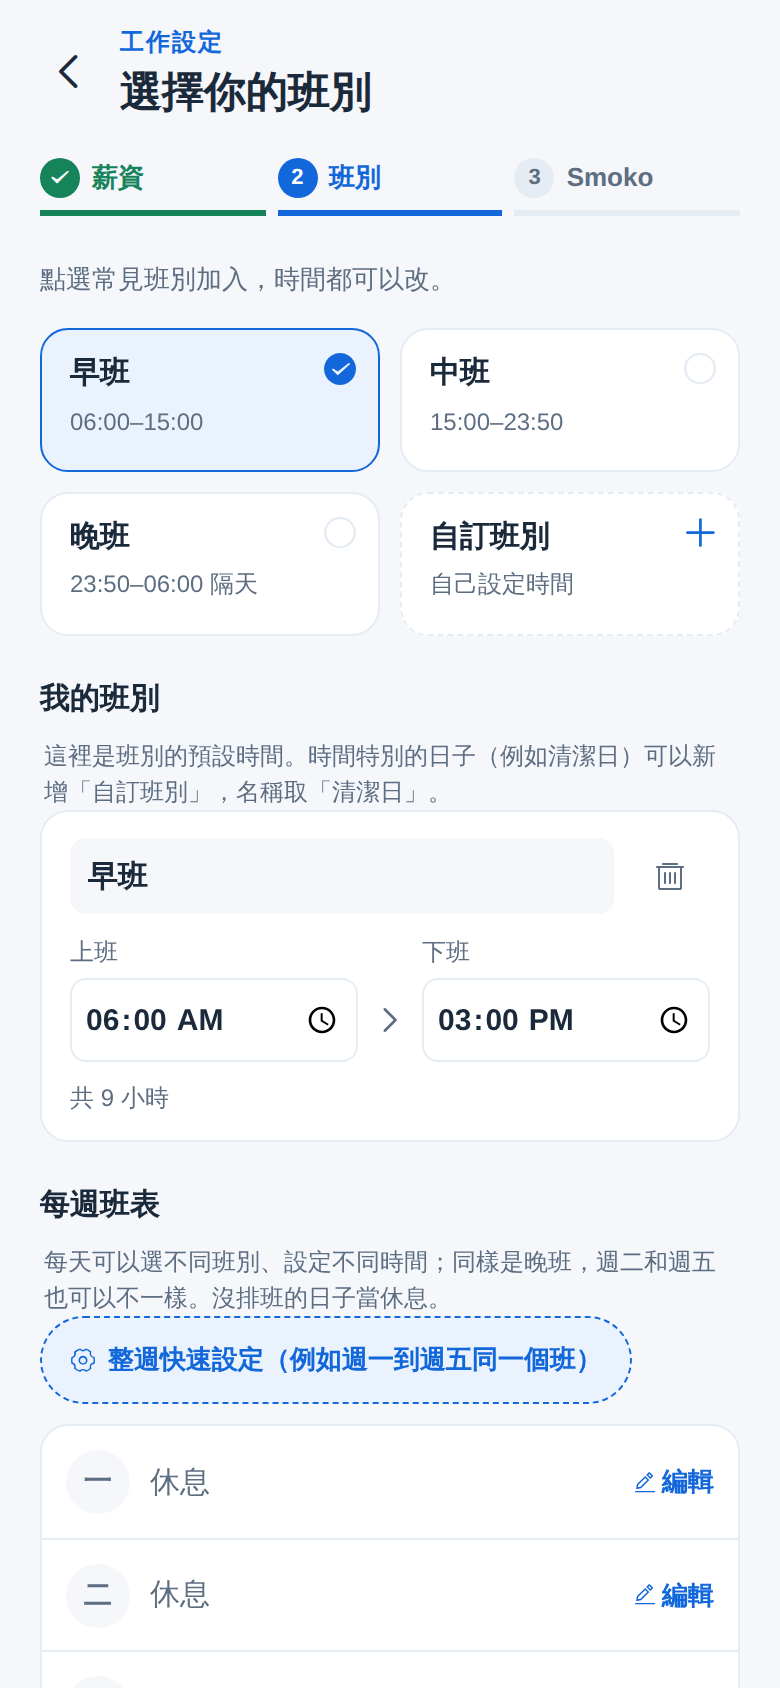 工作設定
選擇你的班別
薪資
2 班別
3 Smoko
點選常見班別加入，時間都可以改。
早班
06:00–15:00
中班
15:00–23:50
晚班
23:50–06:00 隔天
自訂班別
自己設定時間
我的班別
這裡是班別的預設時間。時間特別的日子（例如清潔日）可以新
增「自訂班別」，名稱取「清潔日」。
早班
上班
下班
06:00 AM
03:00 PM
共 9 小時
每週班表
每天可以選不同班別、設定不同時間；同樣是晚班，週二和週五
也可以不一樣。沒排班的日子當休息。
整週快速設定（例如週一到週五同一個班）
一 休息 編輯
二 休息 編輯